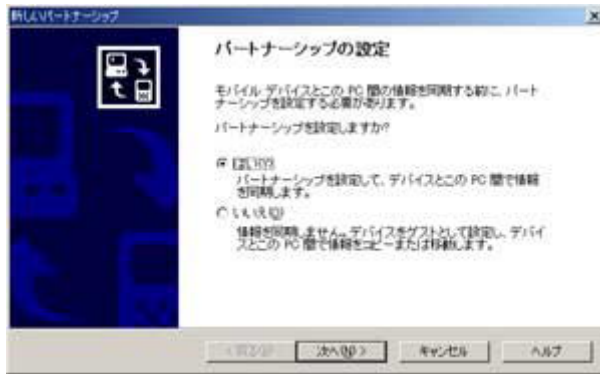 新しいパートナーシップ
パートナーシップの設定
モバイル デバイスとこの PC 間の情報を同期する前に、パート
ナーシップを設定する必要があります。
パートナーシップを設定しますか?
はい(Y)
パートナーシップを設定して、デバイスとこの PC 間で情報
を同期します。
いいえ(O)
情報を同期しません。デバイスをゲストとして設定し、デバイ
スとこの PC 間で情報をコピーまたは移動します。
< 戻る(B)
次へ(N) >
キャンセル
ヘルプ